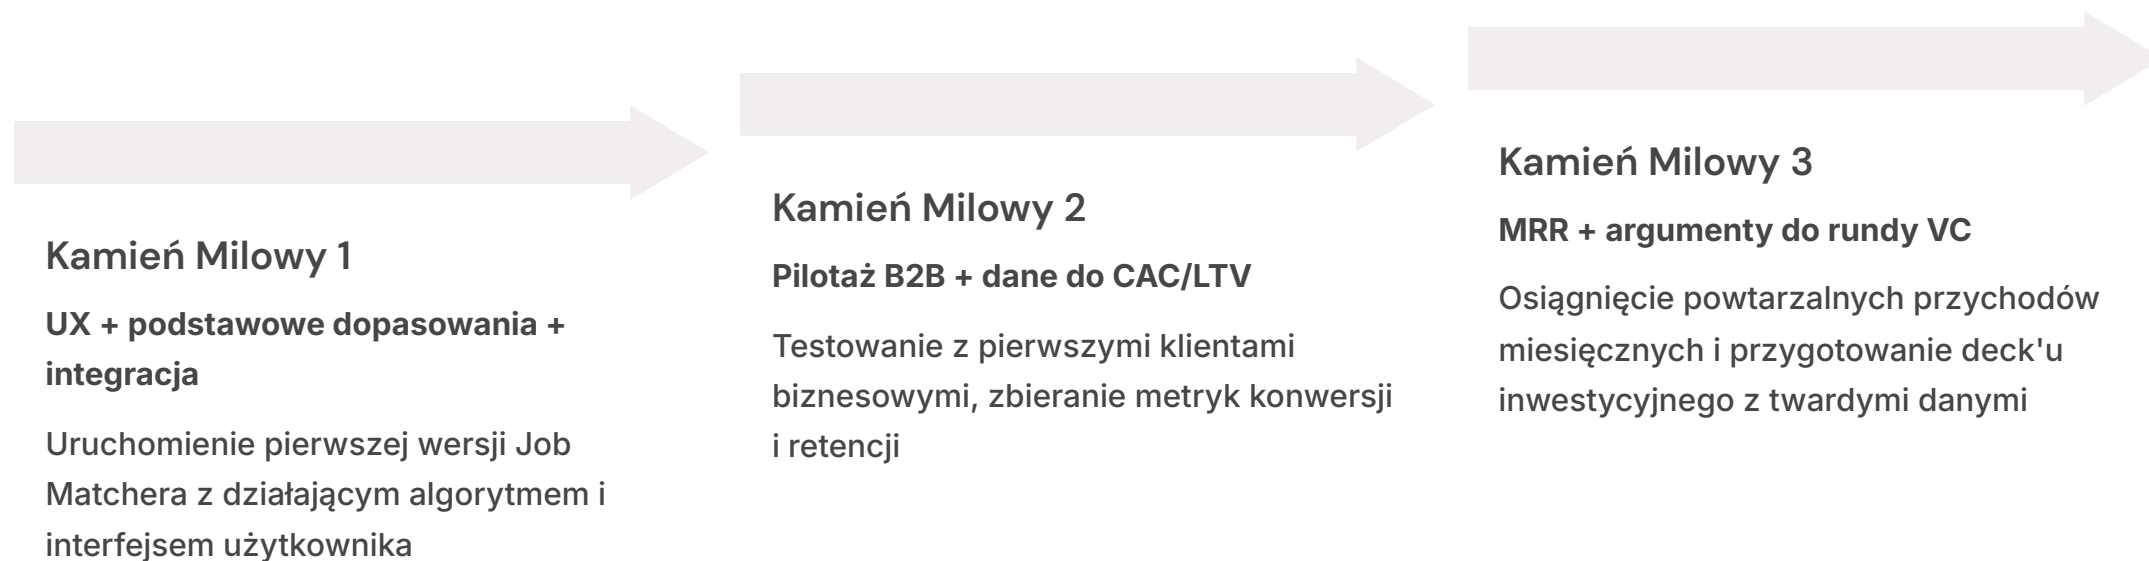 Kamień Milowy 1
UX + podstawowe dopasowania +
integracja
Uruchomienie pierwszej wersji Job
Matchera z działającym algorytmem i
interfejsem użytkownika
Kamień Milowy 2
Pilotaż B2B + dane do CAC/LTV
Testowanie z pierwszymi klientami
biznesowymi, zbieranie metryk konwersji
i retencji
Kamień Milowy 3
MRR + argumenty do rundy VC
Osiągnięcie powtarzalnych przychodów
miesięcznych i przygotowanie deck'u
inwestycyjnego z twardymi danymi